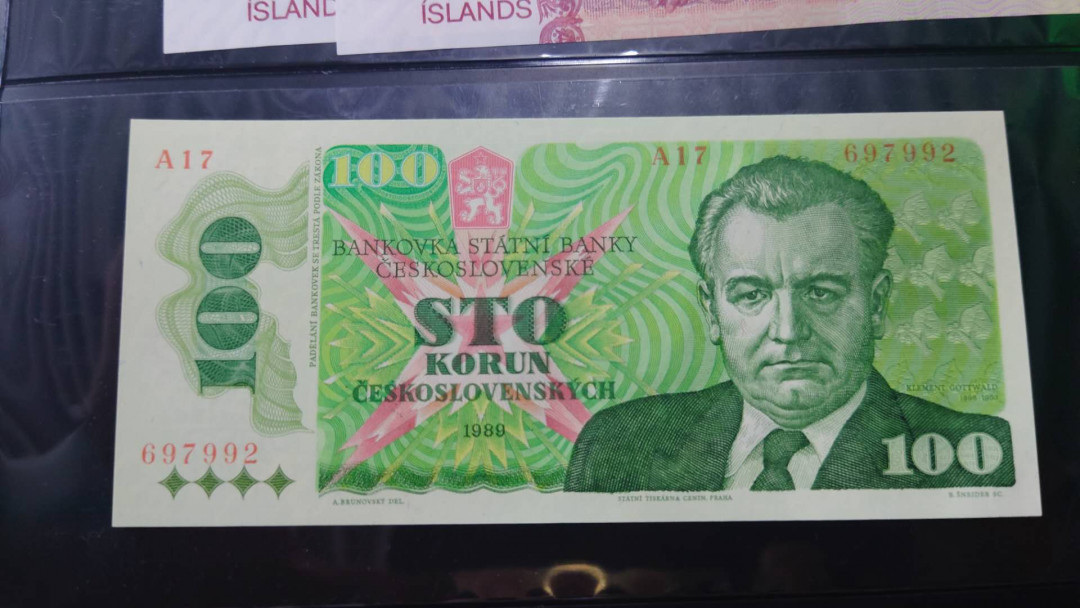 ÍSLAND
ÍSLANDS
A17
PADĚLÁNÍ BANKOVEK SE TRESTÁ PODLE ZÁKONA
100
100
A17
697992
BANKOVKA STÁTNÍ BANKY
ČESKOSLOVENSKÉ
STO
KORUN
ČESKOSLOVENSKÝCH
1989
KLEMENT GOTTWALD
697992
100
A. BRUNOVSKÝ DEL.
STÁTNÍ TISKÁRNA CENIN, PRAHA
SC.